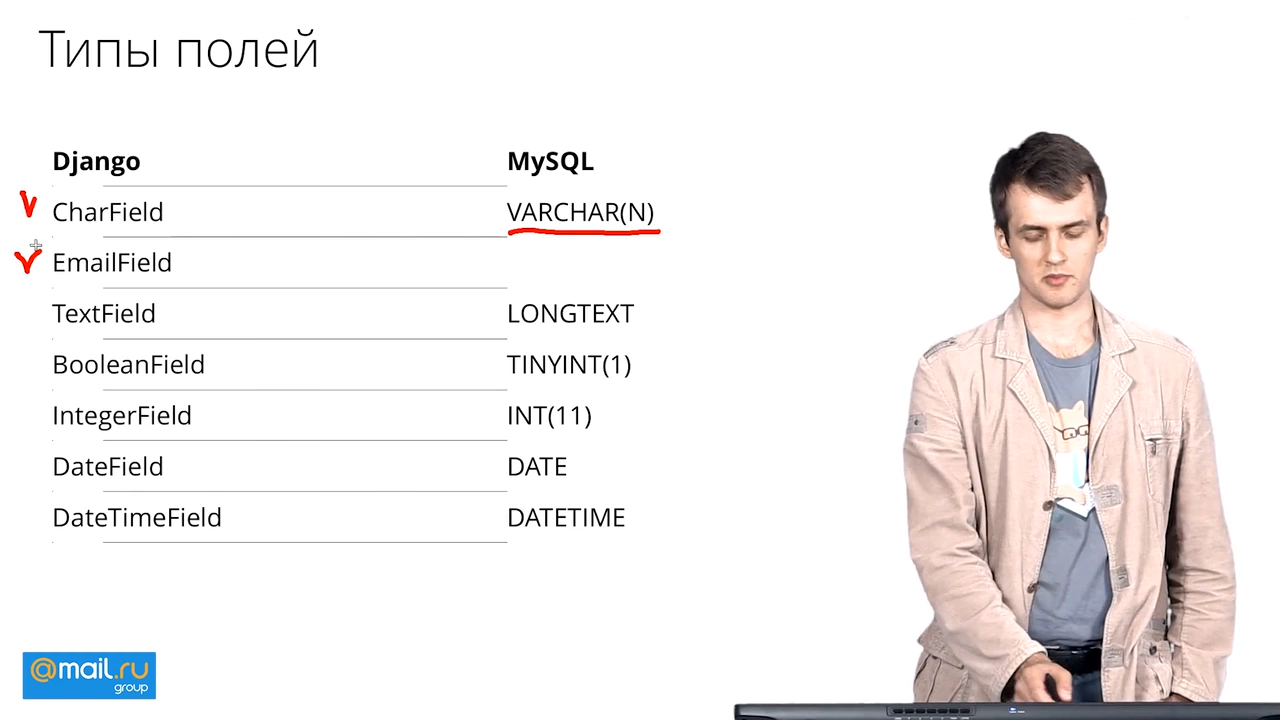 Типы полей
Django MySQL
CharField VARCHAR(N)
EmailField
TextField LONGTEXT
BooleanField TINYINT(1)
IntegerField INT(11)
DateField DATE
DateTimeField DATETIME
@mail.ru
group